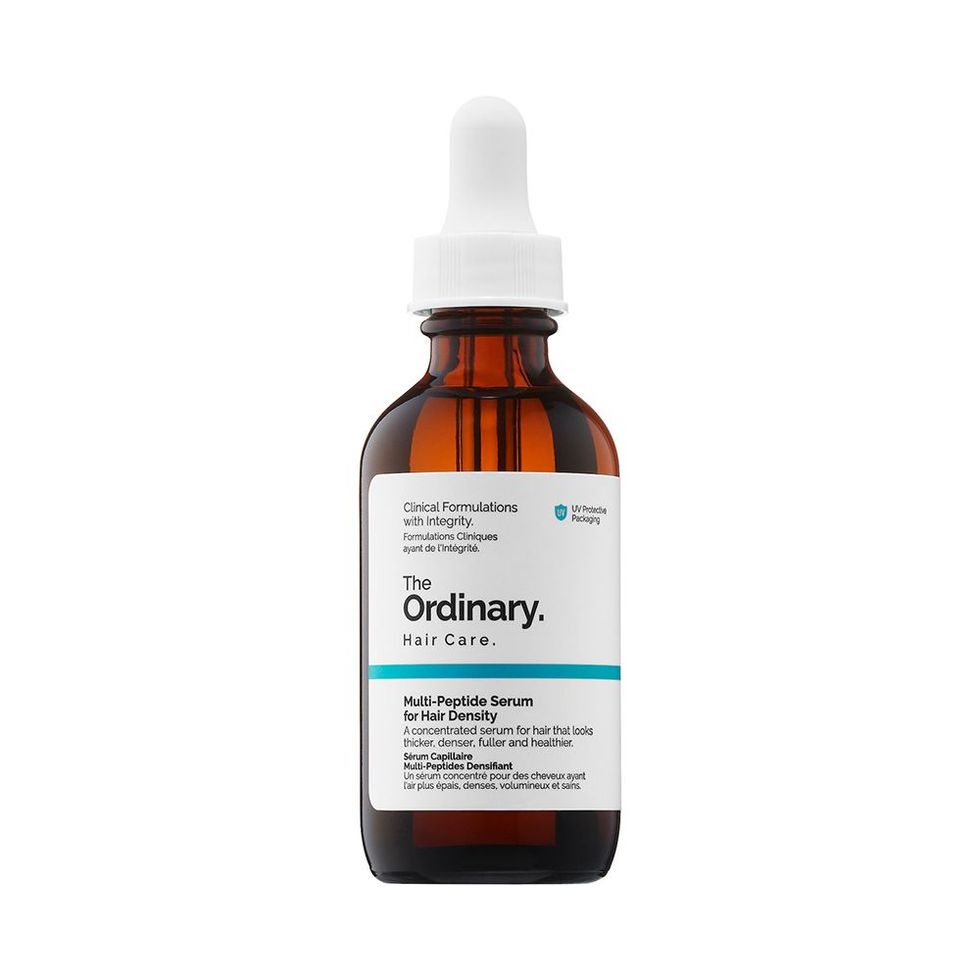 Clinical Formulations
with Integrity.
Formulations Cliniques
ayant de l'Intégrité.
UV
UV Protective
Packaging
The
Ordinary.
Hair Care.
Multi-Peptide Serum
for Hair Density
A concentrated serum for hair that looks
thicker, denser, fuller and healthier.
Sérum Capillaire
Multi-Peptides Densifiant
Un sérum concentré pour des cheveux ayant
l'air plus épais, denses, volumineux et sains.